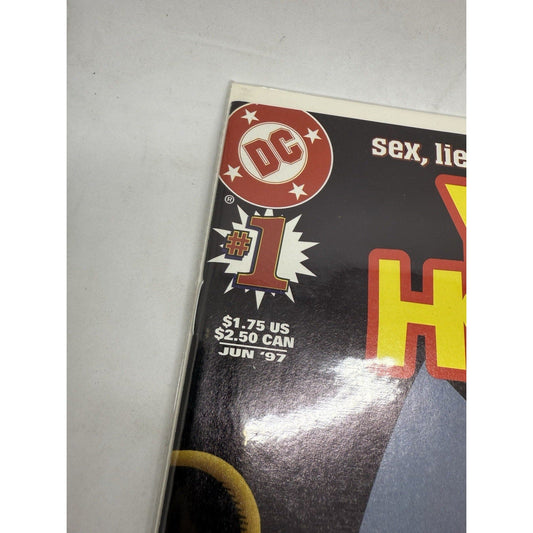 DC
®
#1
$1.75 US
$2.50 CAN
JUN '97
sex, lie
H